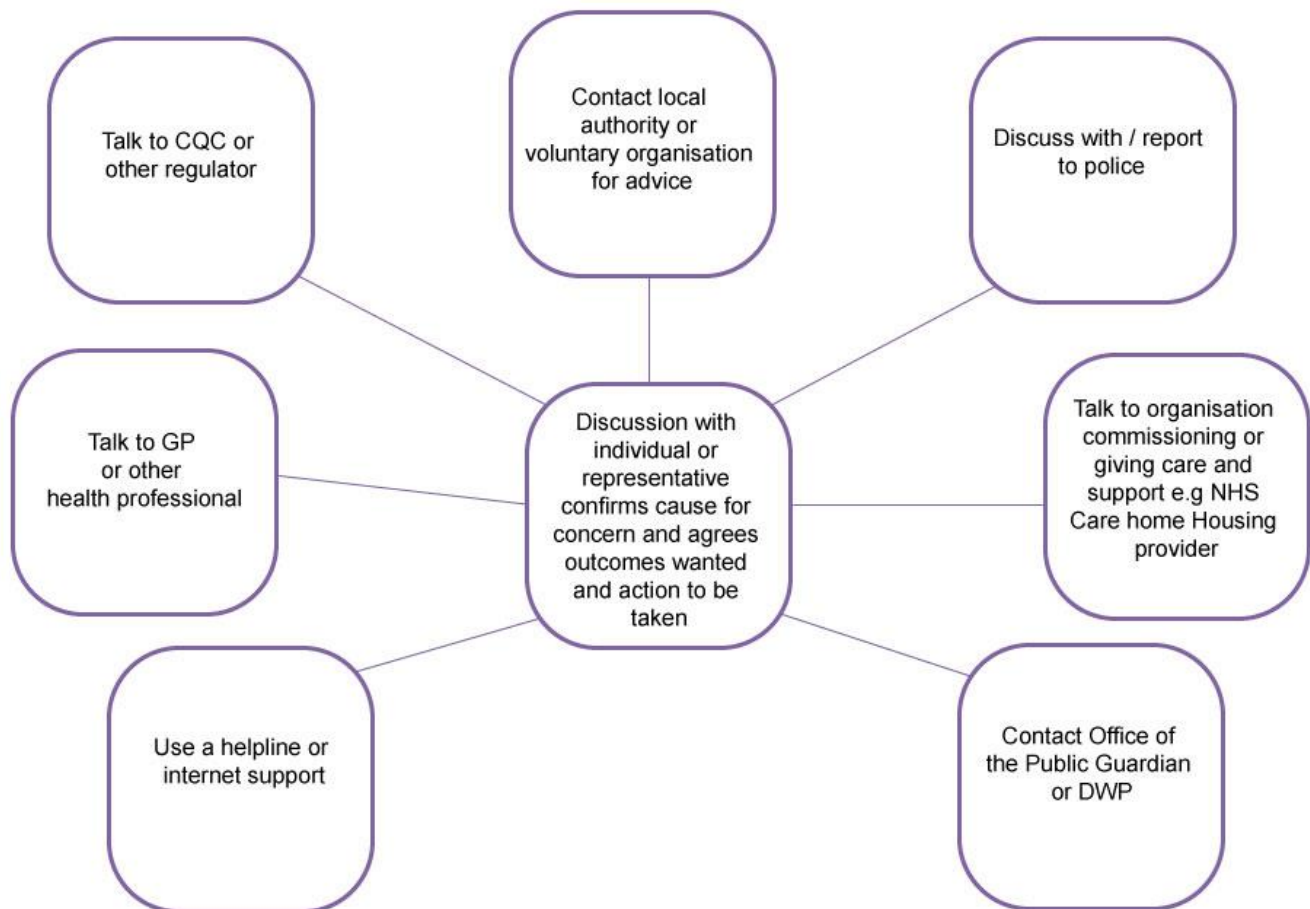 Talk to CQC or
other regulator
Contact local
authority or
voluntary organisation
for advice
Discuss with / report
to police
Talk to GP
or other
health professional
Discussion with
individual or
representative
confirms cause for
concern and agrees
outcomes wanted
and action to be
taken
Talk to organisation
commissioning or
giving care and
support e.g NHS
Care home Housing
provider
Use a helpline or
internet support
Contact Office of
the Public Guardian
or DWP